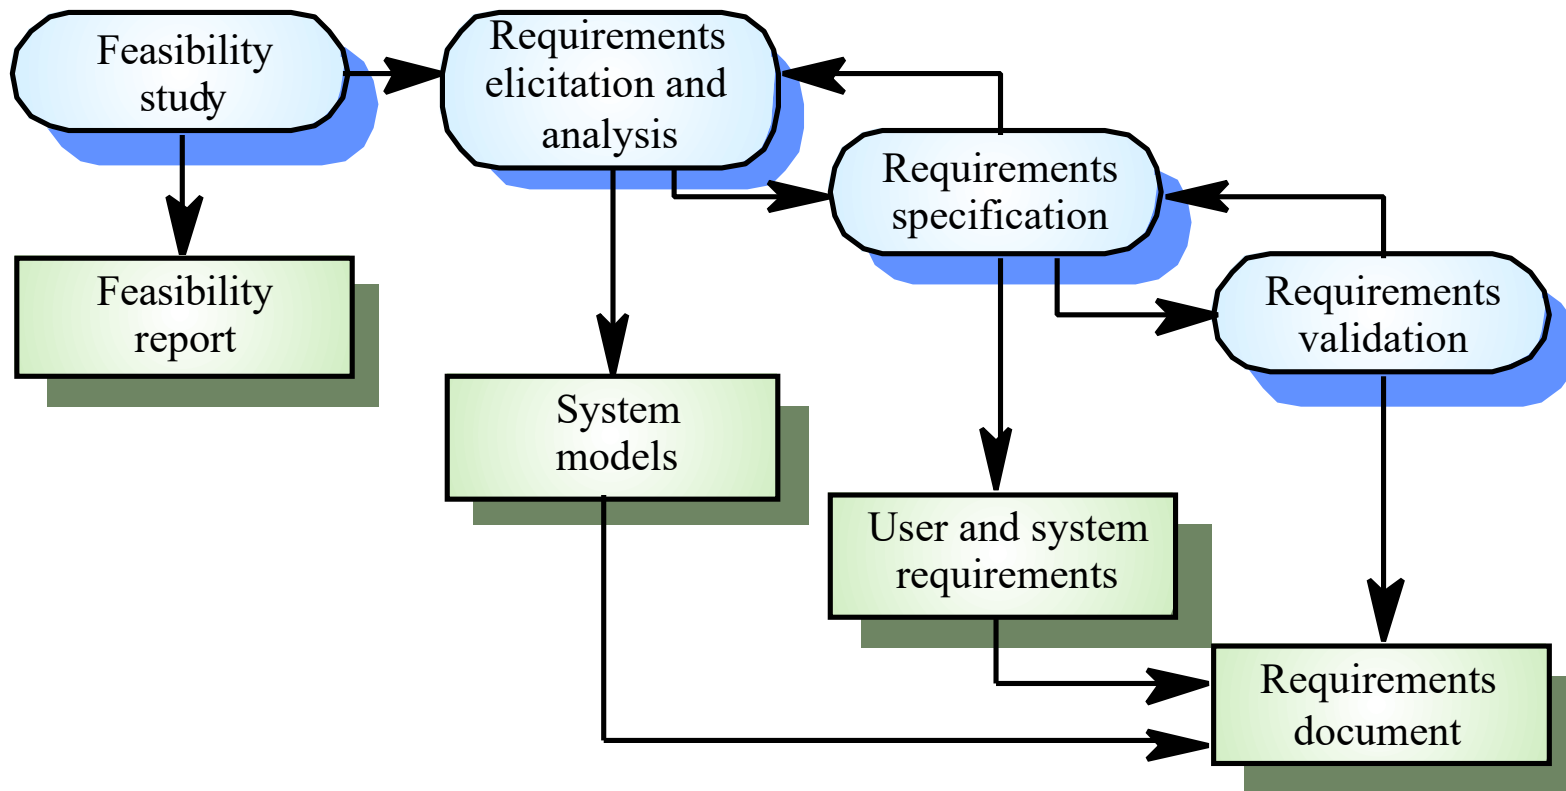 Feasibility
study
Requirements
elicitation and
analysis
Requirements
specification
Requirements
validation
Feasibility
report
System
models
User and system
requirements
Requirements
document